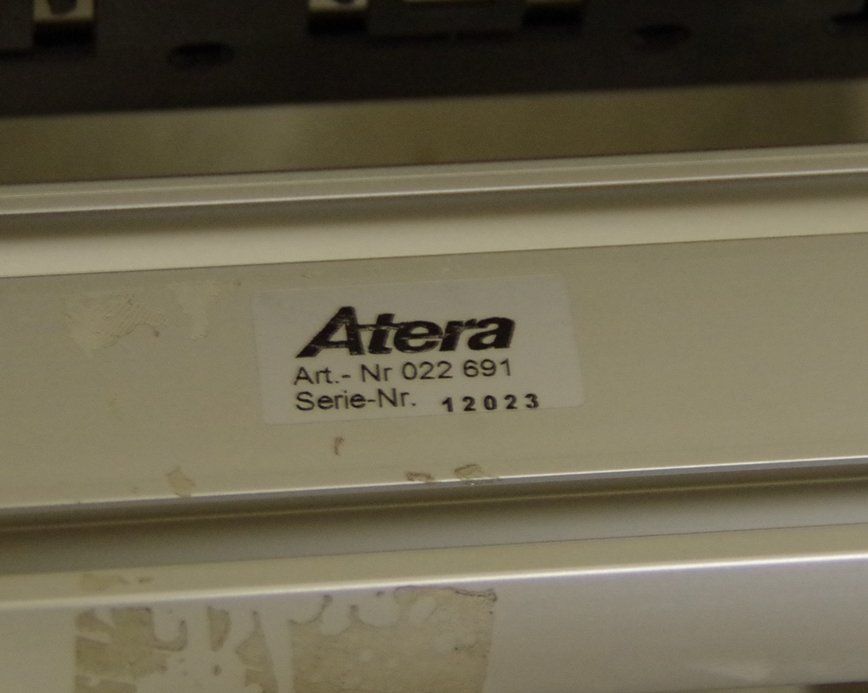 Atera
Art.- Nr 022 691
Serie-Nr. 12023